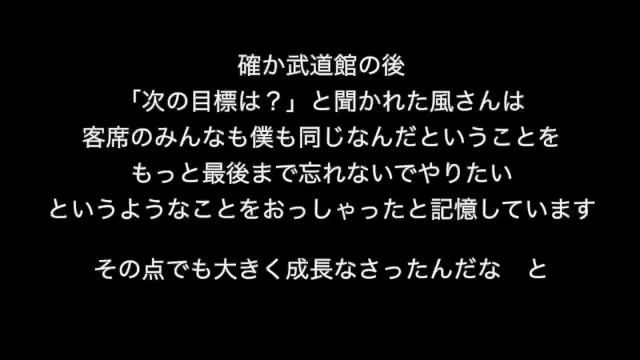 確か武道館の後
「次の目標は？」と聞かれた風さんは
客席のみんなも僕も同じなんだということを
もっと最後まで忘れないでやりたい
というようなことをおっしゃったと記憶しています
その点でも大きく成長なさったんだな　と